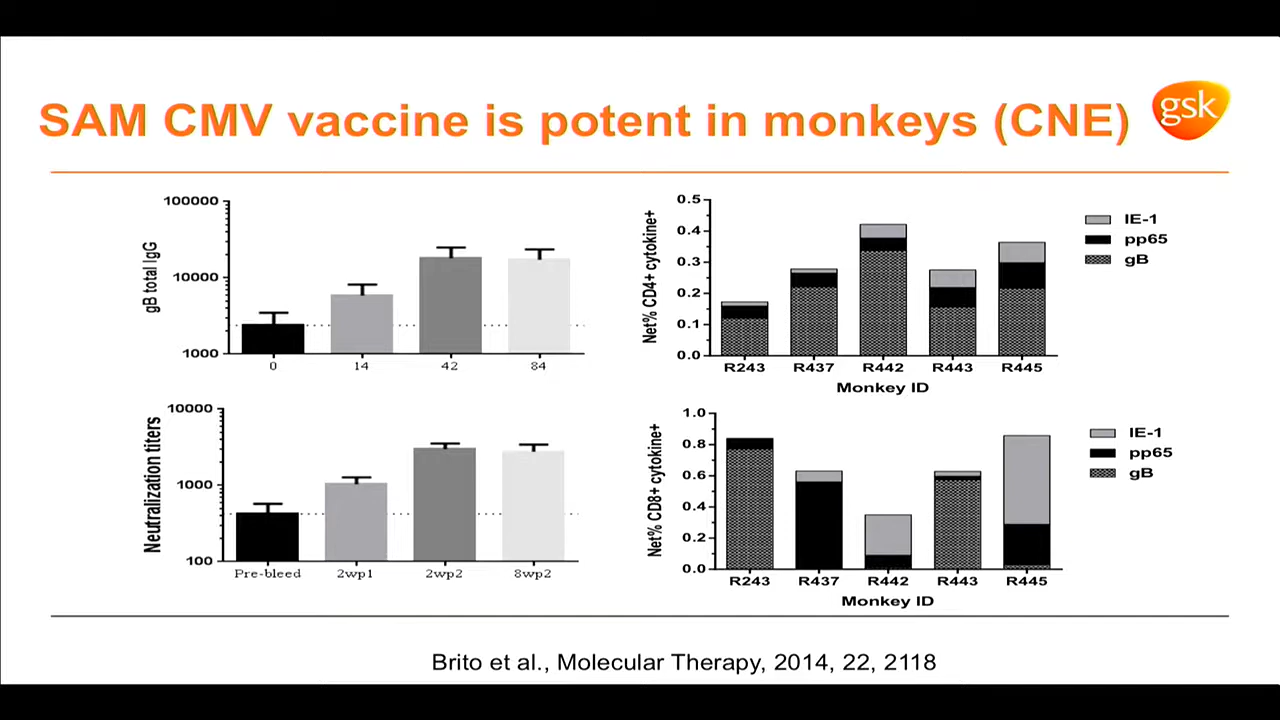 SAM CMV vaccine is potent in monkeys (CNE)
gsk
gB total IgG
100000
10000
1000
0 14 42 84
Net% CD4+ cytokine+
0.5
0.4
0.3
0.2
0.1
0.0
R243 R437 R442 R443 R445
Monkey ID
IE-1
pp65
gB
Neutralization titers
10000
1000
100
Pre-bleed 2wp1 2wp2 8wp2
Net% CD8+ cytokine+
1.0
0.8
0.6
0.4
0.2
0.0
R243 R437 R442 R443 R445
Monkey ID
IE-1
pp65
gB
Brito et al., Molecular Therapy, 2014, 22, 2118